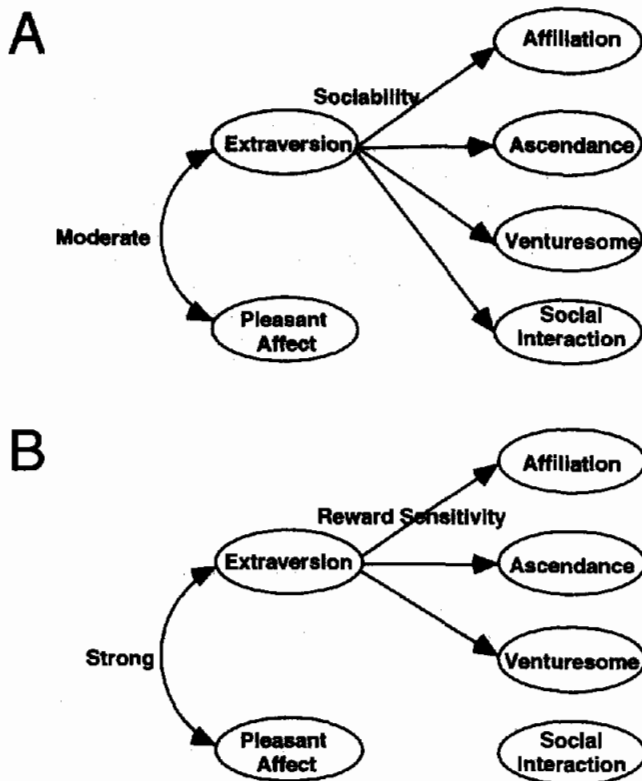 A
Affiliation
Sociability
Extraversion
Ascendance
Moderate
Venturesome
Pleasant
Affect
Social
Interaction
B
Affiliation
Reward Sensitivity
Extraversion
Ascendance
Strong
Venturesome
Pleasant
Affect
Social
Interaction